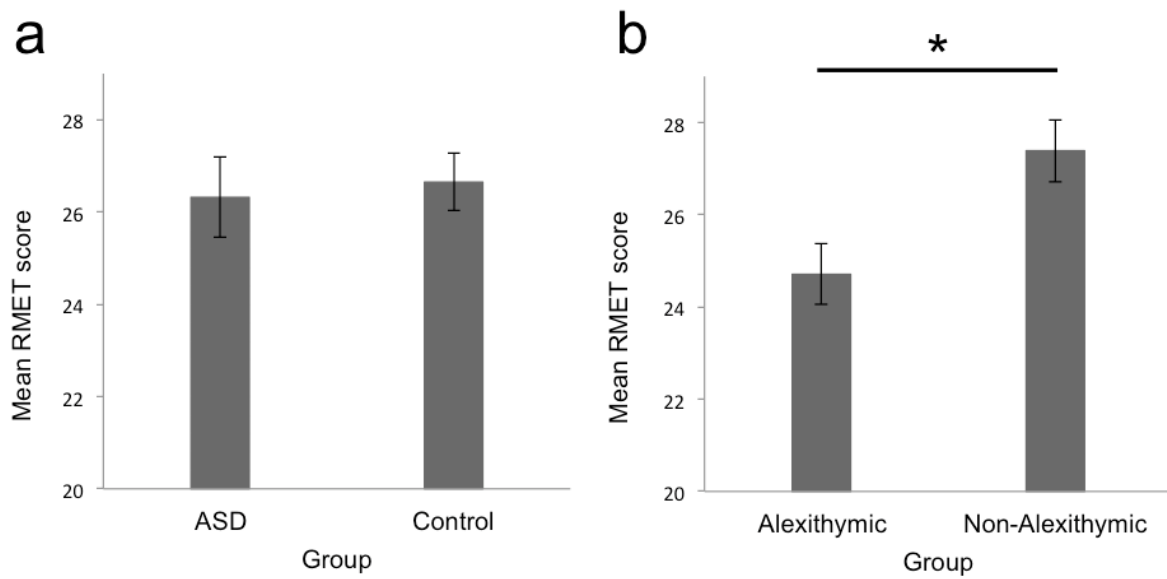 a
Mean RMET score
28
26
24
22
20
ASD Control
Group
b
*
Mean RMET score
28
26
24
22
20
Alexithymic Non-Alexithymic
Group